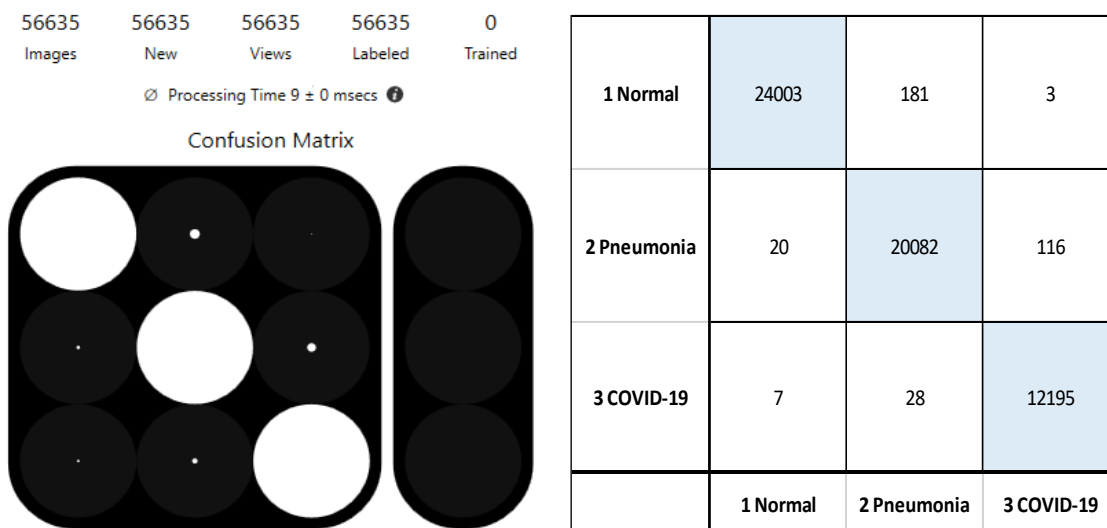 56635 56635 56635 56635 0
Images New Views Labeled Trained
∅ Processing Time 9 ± 0 msecs i
Confusion Matrix
1 Normal 24003 181 3
2 Pneumonia 20 20082 116
3 COVID-19 7 28 12195
1 Normal 2 Pneumonia 3 COVID-19